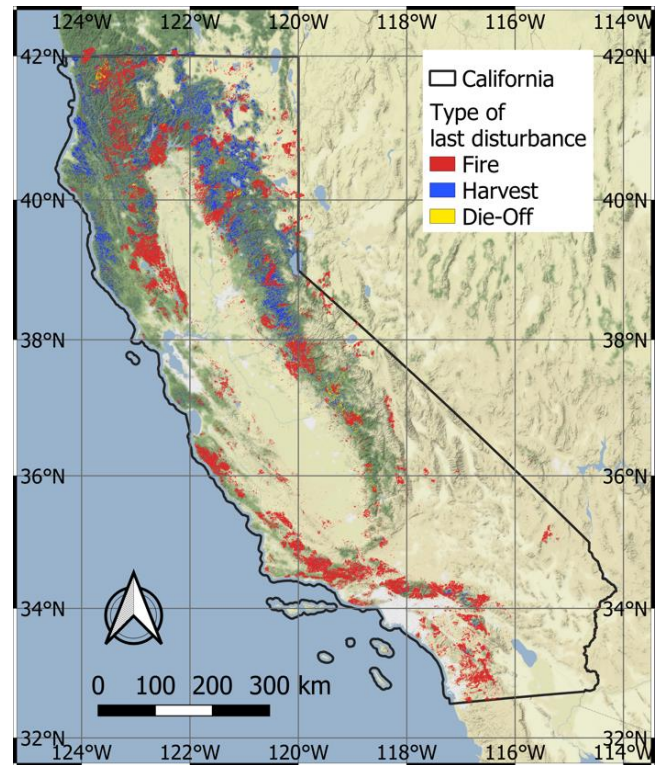 124°W 122°W 120°W 118°W 116°W 114°W
42°N 42°N
California
Type of
last disturbance
Fire
Harvest
Die-Off
40°N 40°N
38°N 38°N
36°N 36°N
34°N 34°N
0 100 200 300 km
32°N 32°N
124°W 122°W 120°W 118°W 116°W 114°W